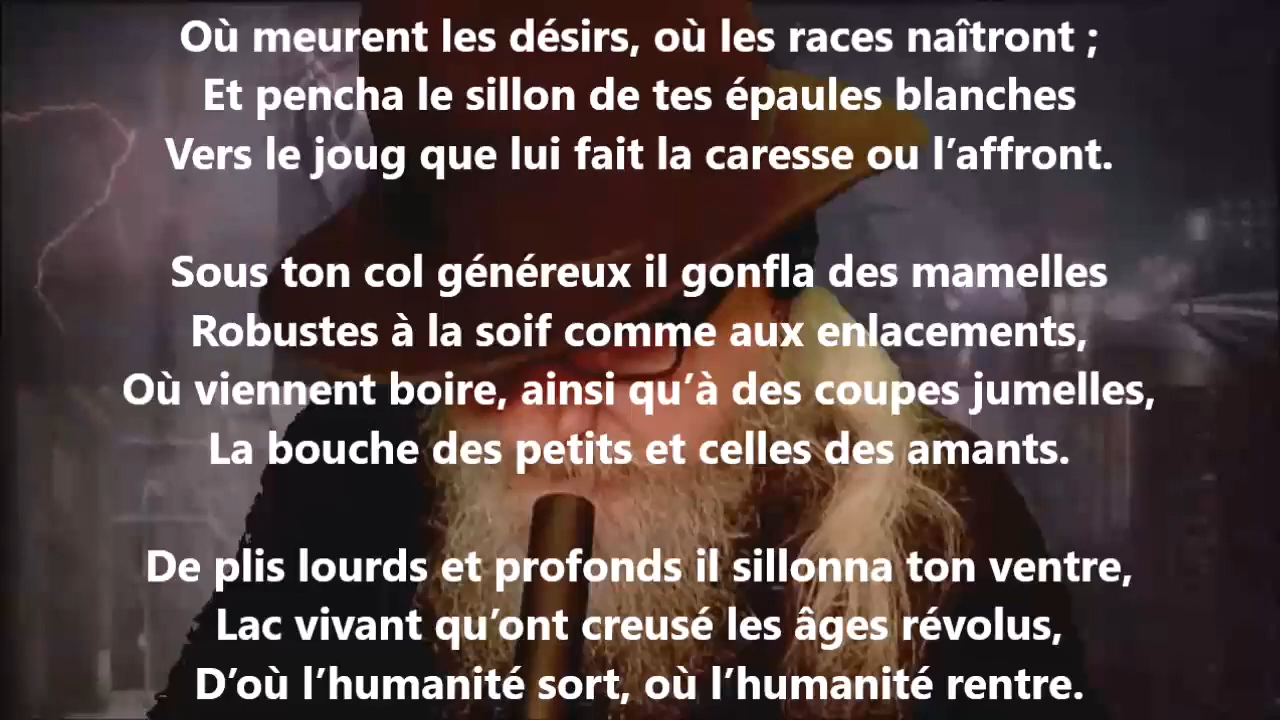 Où meurent les désirs, où les races naîtront ;
Et pencha le sillon de tes épaules blanches
Vers le joug que lui fait la caresse ou l’affront.
Sous ton col généreux il gonfla des mamelles
Robustes à la soif comme aux enlacements,
Où viennent boire, ainsi qu’à des coupes jumelles,
La bouche des petits et celles des amants.
De plis lourds et profonds il sillonna ton ventre,
Lac vivant qu’ont creusé les âges révolus,
D’où l’humanité sort, où l’humanité rentre.